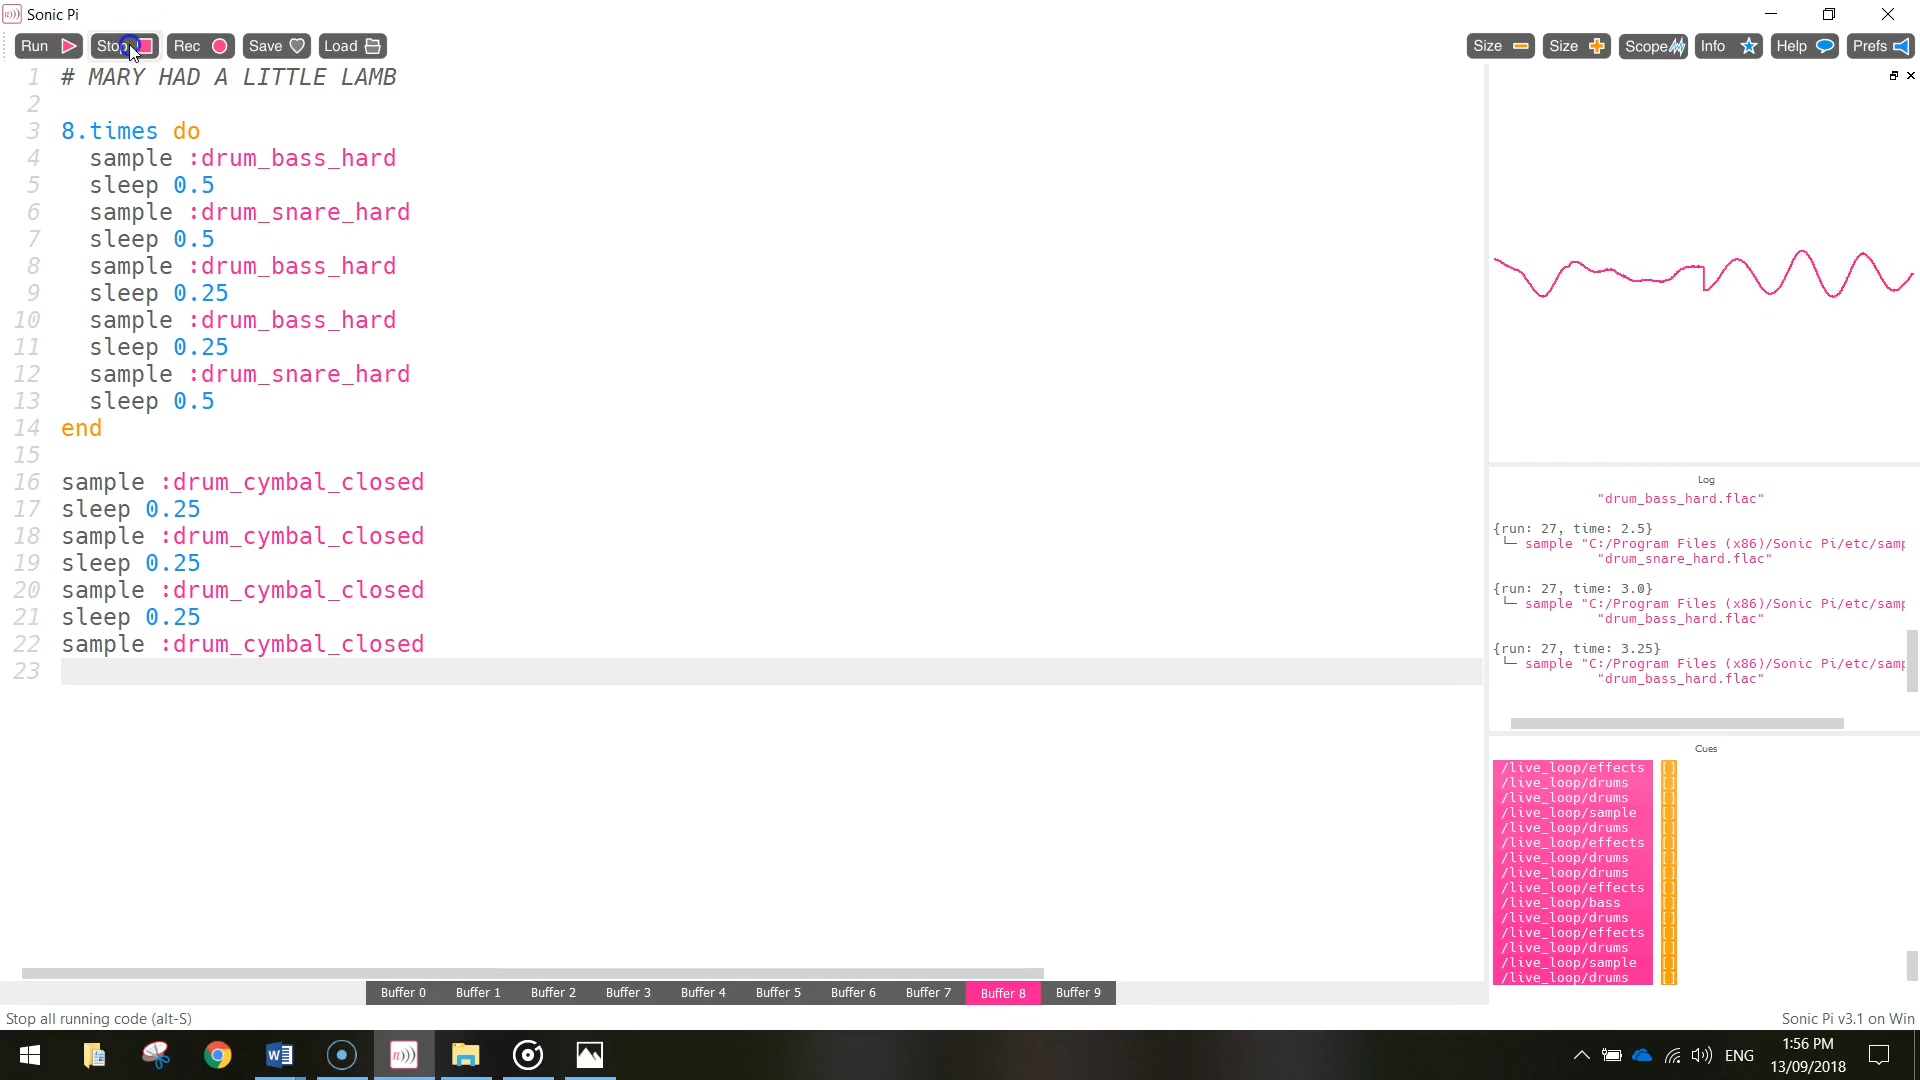 Sonic Pi
Run Stop Rec Save Load Size Size Scope Info Help Prefs
1 # MARY HAD A LITTLE LAMB
2
3 8.times do
4 sample :drum_bass_hard
5 sleep 0.5
6 sample :drum_snare_hard
7 sleep 0.5
8 sample :drum_bass_hard
9 sleep 0.25
10 sample :drum_bass_hard
11 sleep 0.25
12 sample :drum_snare_hard
13 sleep 0.5
14 end
15
16 sample :drum_cymbal_closed
17 sleep 0.25
18 sample :drum_cymbal_closed
19 sleep 0.25
20 sample :drum_cymbal_closed
21 sleep 0.25
22 sample :drum_cymbal_closed
23
Log
"drum_bass_hard.flac"
{run: 27, time: 2.5}
└─ sample "C:/Program Files (x86)/Sonic Pi/etc/samp
"drum_snare_hard.flac"
{run: 27, time: 3.0}
└─ sample "C:/Program Files (x86)/Sonic Pi/etc/samp
"drum_bass_hard.flac"
{run: 27, time: 3.25}
└─ sample "C:/Program Files (x86)/Sonic Pi/etc/samp
"drum_bass_hard.flac"
Cues
/live_loop/effects []
/live_loop/drums []
/live_loop/drums []
/live_loop/sample []
/live_loop/drums []
/live_loop/effects []
/live_loop/drums []
/live_loop/drums []
/live_loop/effects []
/live_loop/bass []
/live_loop/drums []
/live_loop/effects []
/live_loop/drums []
/live_loop/sample []
/live_loop/drums []
Buffer 0 Buffer 1 Buffer 2 Buffer 3 Buffer 4 Buffer 5 Buffer 6 Buffer 7 Buffer 8 Buffer 9
Stop all running code (alt-S)
Sonic Pi v3.1 on Win
ENG
1:56 PM
13/09/2018